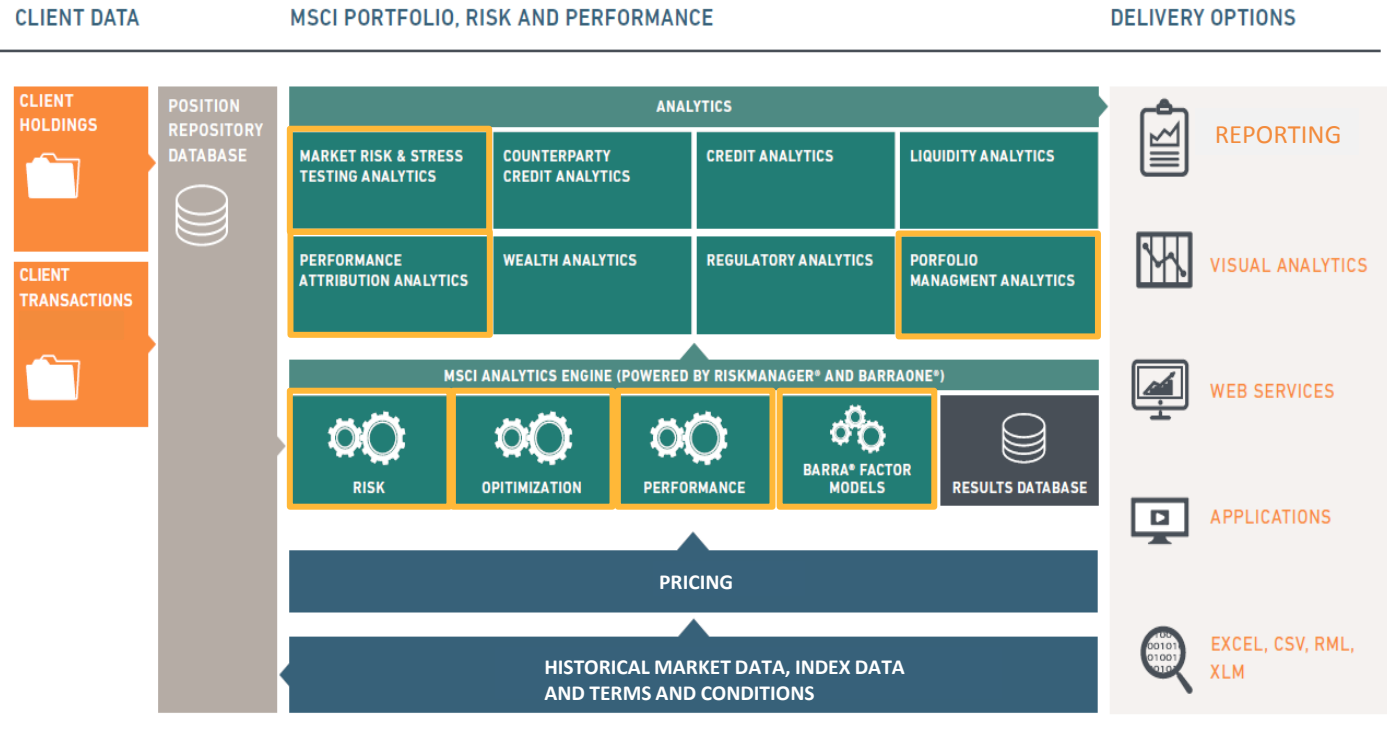 CLIENT DATA
MSCI PORTFOLIO, RISK AND PERFORMANCE
DELIVERY OPTIONS
CLIENT
HOLDINGS
CLIENT
TRANSACTIONS
POSITION
REPOSITORY
DATABASE
ANALYTICS
MARKET RISK & STRESS
TESTING ANALYTICS
COUNTERPARTY
CREDIT ANALYTICS
CREDIT ANALYTICS
LIQUIDITY ANALYTICS
PERFORMANCE
ATTRIBUTION ANALYTICS
WEALTH ANALYTICS
REGULATORY ANALYTICS
PORFOLIO
MANAGMENT ANALYTICS
MSCI ANALYTICS ENGINE (POWERED BY RISKMANAGER® AND BARRAONE®)
RISK
OPITIMIZATION
PERFORMANCE
BARRA® FACTOR
MODELS
RESULTS DATABASE
PRICING
HISTORICAL MARKET DATA, INDEX DATA
AND TERMS AND CONDITIONS
REPORTING
VISUAL ANALYTICS
WEB SERVICES
APPLICATIONS
EXCEL, CSV, RML,
XLM